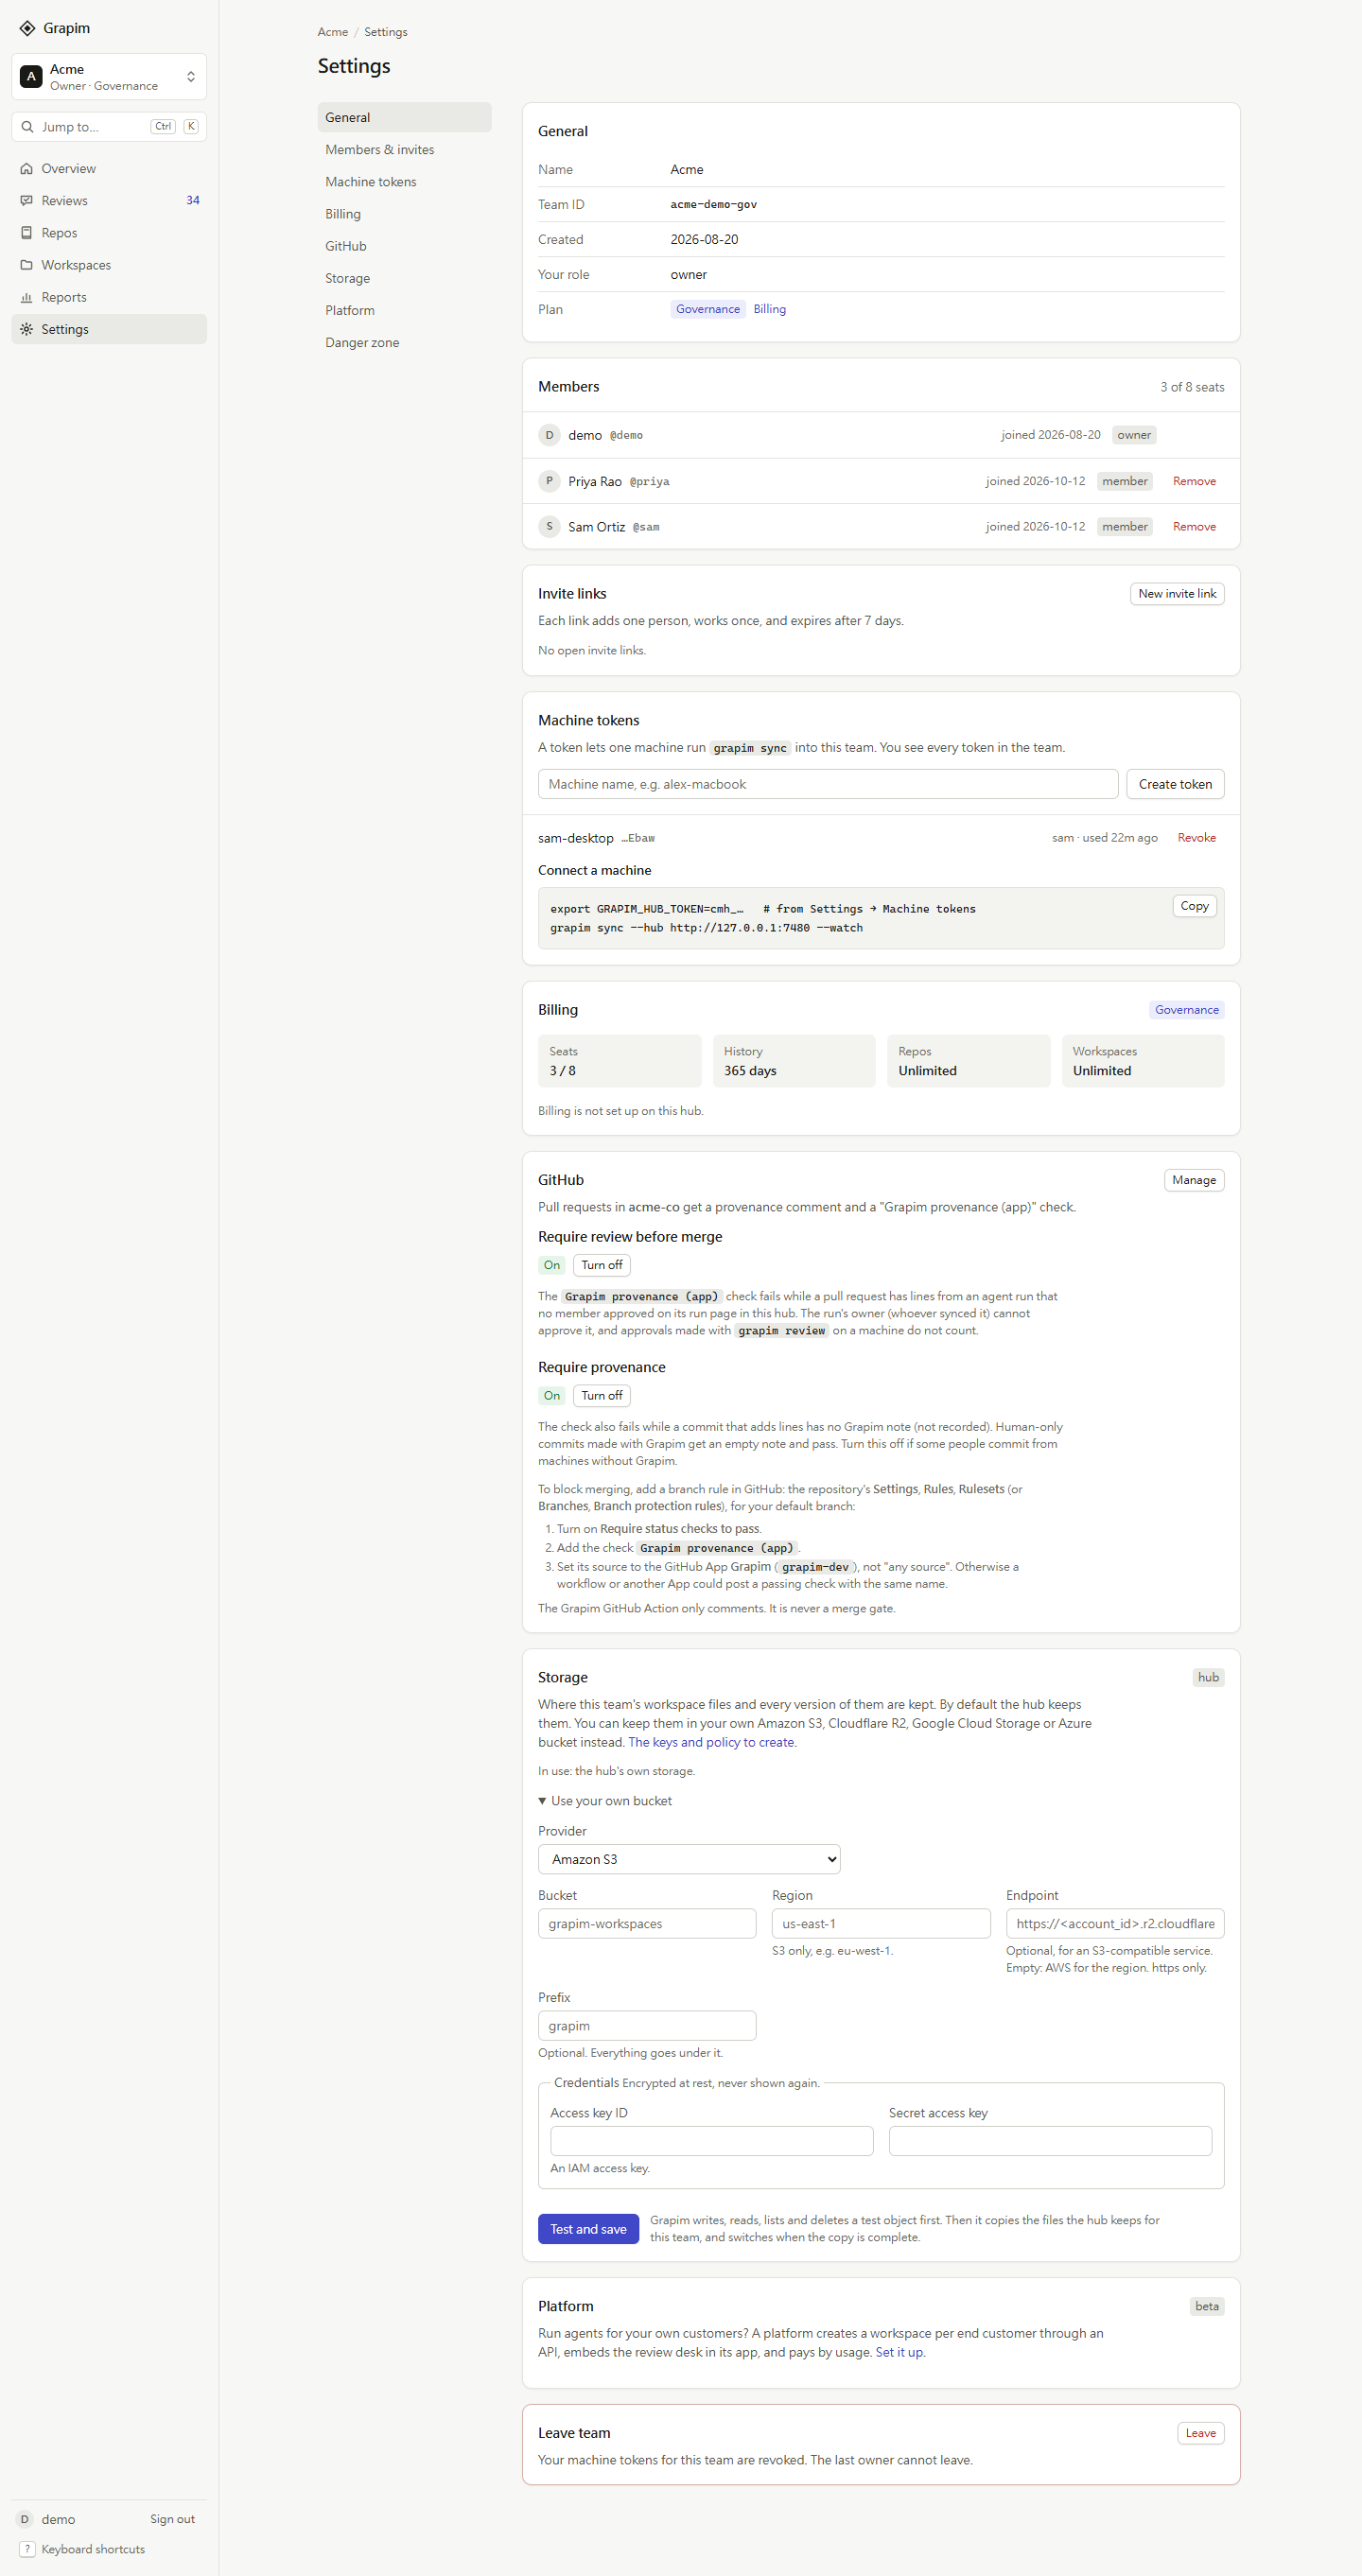 Grapim
A
Acme
Owner · Governance
Jump to...
Ctrl K
Overview
Reviews 34
Repos
Workspaces
Reports
Settings
Acme / Settings
Settings
General
Members & invites
Machine tokens
Billing
GitHub
Storage
Platform
Danger zone
General
Name Acme
Team ID acme-demo-gov
Created 2026-08-20
Your role owner
Plan Governance Billing
Members 3 of 8 seats
D demo @demo joined 2026-08-20 owner
P Priya Rao @priya joined 2026-10-12 member Remove
S Sam Ortiz @sam joined 2026-10-12 member Remove
Invite links New invite link
Each link adds one person, works once, and expires after 7 days.
No open invite links.
Machine tokens
A token lets one machine run grapim sync into this team. You see every token in the team.
Machine name, e.g. alex-macbook Create token
sam-desktop …Ebaw sam · used 22m ago Revoke
Connect a machine
export GRAPIM_HUB_TOKEN=cmh_… # from Settings → Machine tokens
grapim sync --hub http://127.0.0.1:7480 --watch
Copy
Billing Governance
Seats
3 / 8
History
365 days
Repos
Unlimited
Workspaces
Unlimited
Billing is not set up on this hub.
GitHub Manage
Pull requests in acme-co get a provenance comment and a "Grapim provenance (app)" check.
Require review before merge
On Turn off
The Grapim provenance (app) check fails while a pull request has lines from an agent run that
no member approved on its run page in this hub. The run's owner (whoever synced it) cannot
approve it, and approvals made with grapim review on a machine do not count.
Require provenance
On Turn off
The check also fails while a commit that adds lines has no Grapim note (not recorded). Human-only
commits made with Grapim get an empty note and pass. Turn this off if some people commit from
machines without Grapim.
To block merging, add a branch rule in GitHub: the repository's Settings, Rules, Rulesets (or
Branches, Branch protection rules), for your default branch:
1. Turn on Require status checks to pass.
2. Add the check Grapim provenance (app).
3. Set its source to the GitHub App Grapim (grapim-dev), not "any source". Otherwise a
workflow or another App could post a passing check with the same name.
The Grapim GitHub Action only comments. It is never a merge gate.
Storage hub
Where this team's workspace files and every version of them are kept. By default the hub keeps
them. You can keep them in your own Amazon S3, Cloudflare R2, Google Cloud Storage or Azure
bucket instead. The keys and policy to create.
In use: the hub's own storage.
▼ Use your own bucket
Provider
Amazon S3
Bucket
grapim-workspaces
Region
us-east-1
S3 only, e.g. eu-west-1.
Endpoint
https://<account_id>.r2.cloudflare
Optional, for an S3-compatible service.
Empty: AWS for the region. https only.
Prefix
grapim
Optional. Everything goes under it.
Credentials Encrypted at rest, never shown again.
Access key ID
An IAM access key.
Secret access key
Test and save
Grapim writes, reads, lists and deletes a test object first. Then it copies the files the hub keeps for
this team, and switches when the copy is complete.
Platform beta
Run agents for your own customers? A platform creates a workspace per end customer through an
API, embeds the review desk in its app, and pays by usage. Set it up.
Leave team Leave
Your machine tokens for this team are revoked. The last owner cannot leave.
D demo Sign out
? Keyboard shortcuts